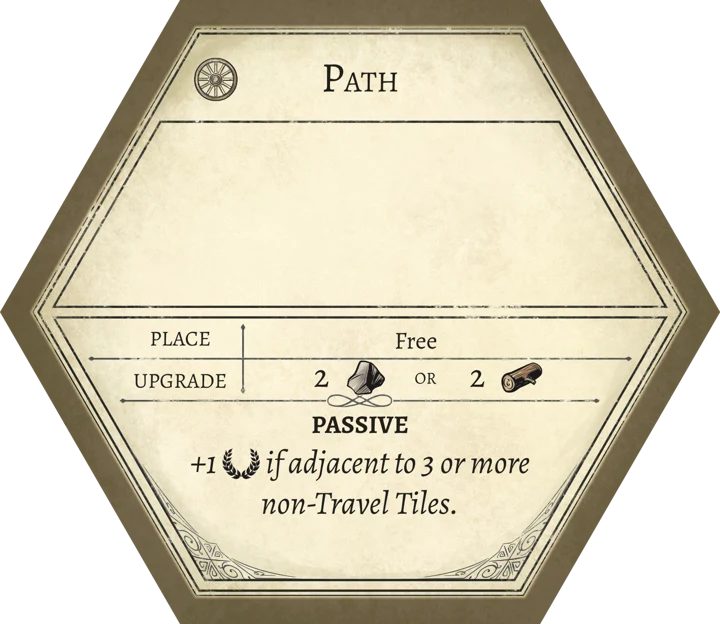 Path
PLACE Free
UPGRADE 2 OR 2
PASSIVE
+1 if adjacent to 3 or more
non-Travel Tiles.